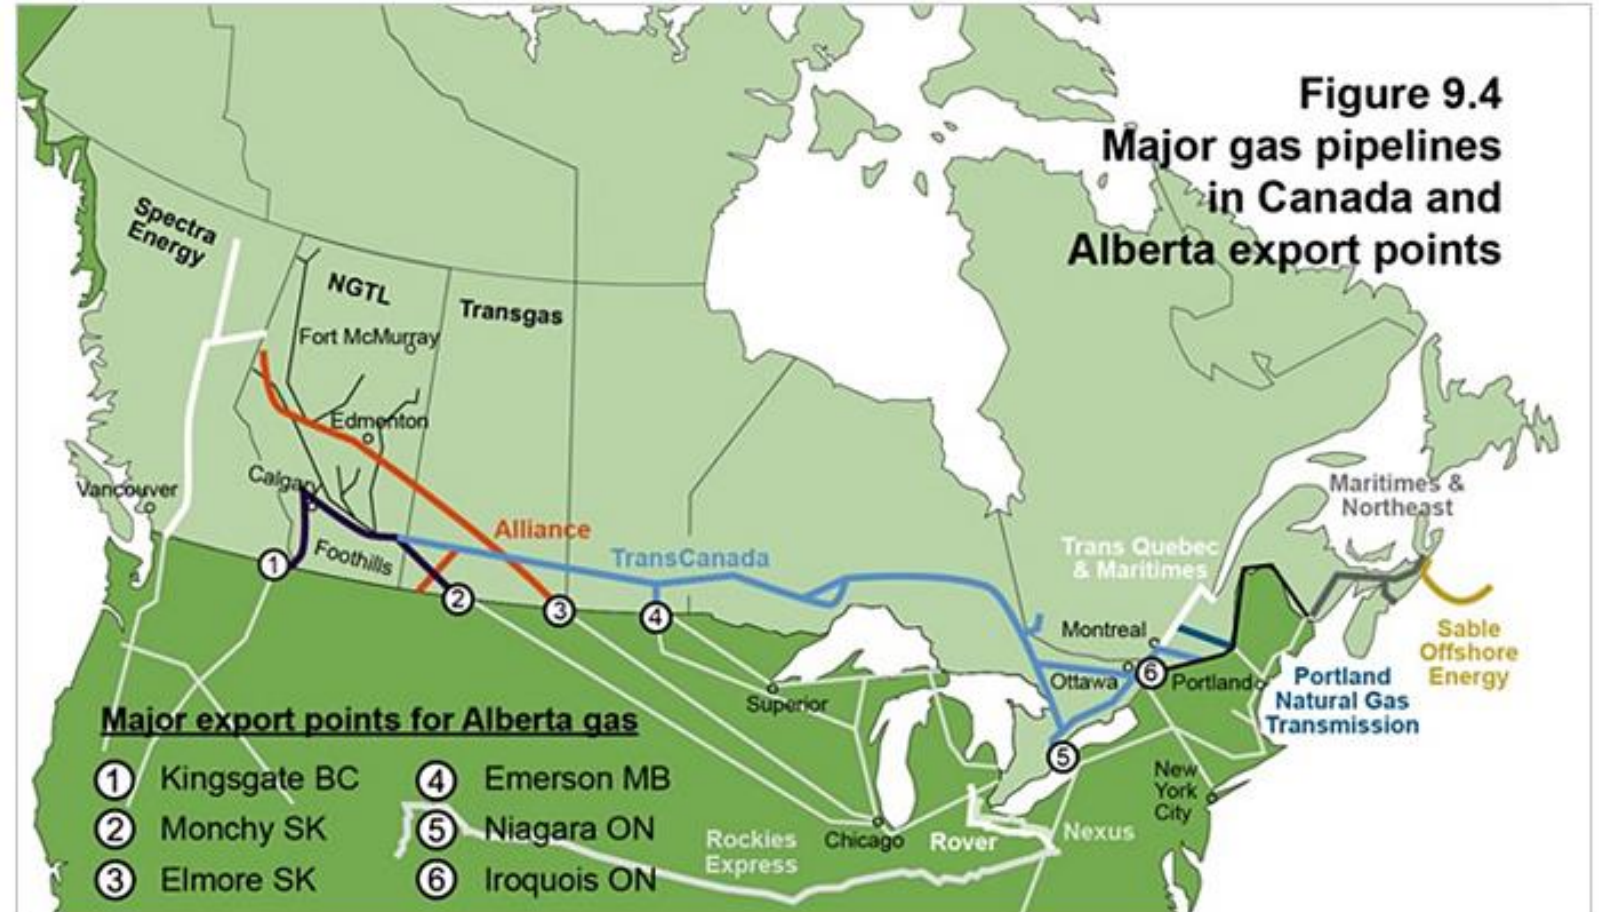 Figure 9.4
Major gas pipelines
in Canada and
Alberta export points
Spectra
Energy
NGTL
Transgas
Fort McMurray
Edmonton
Calgary
Vancouver
Foothills
Alliance
TransCanada
Trans Quebec
& Maritimes
Maritimes &
Northeast
Montreal
Ottawa
Portland
Portland
Natural Gas
Transmission
Sable
Offshore
Energy
Superior
New
York
City
Chicago
Rover
Nexus
Rockies
Express
1
2
3
4
5
6
Major export points for Alberta gas
1 Kingsgate BC
2 Monchy SK
3 Elmore SK
4 Emerson MB
5 Niagara ON
6 Iroquois ON